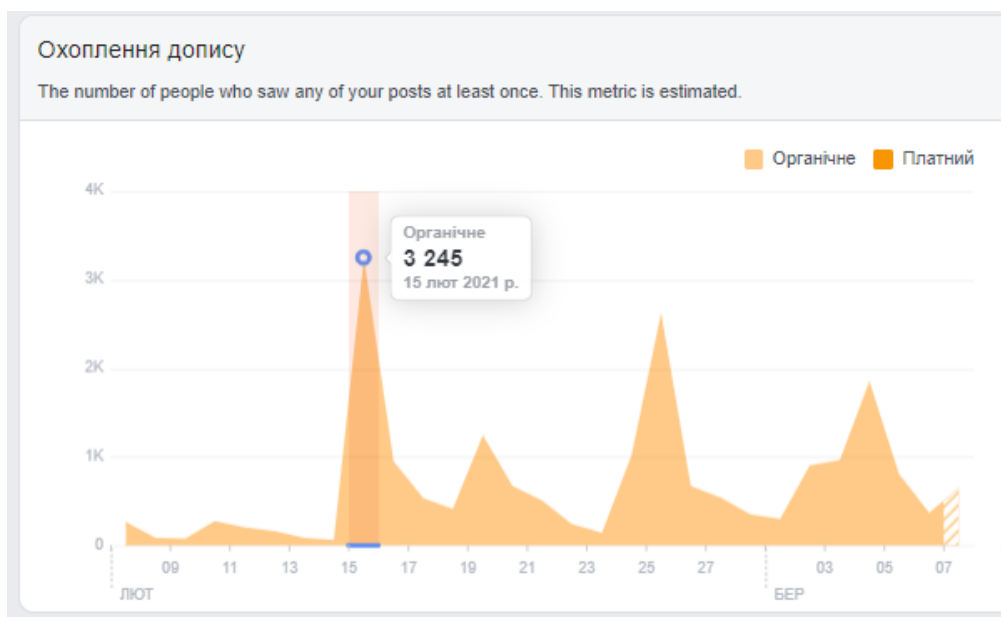 Охоплення допису
The number of people who saw any of your posts at least once. This metric is estimated.
Органічне Платний
4K
Органічне
3 245
15 лют 2021 р.
3K
2K
1K
0
09 11 13 15 17 19 21 23 25 27 03 05 07
ЛЮТ БЕР